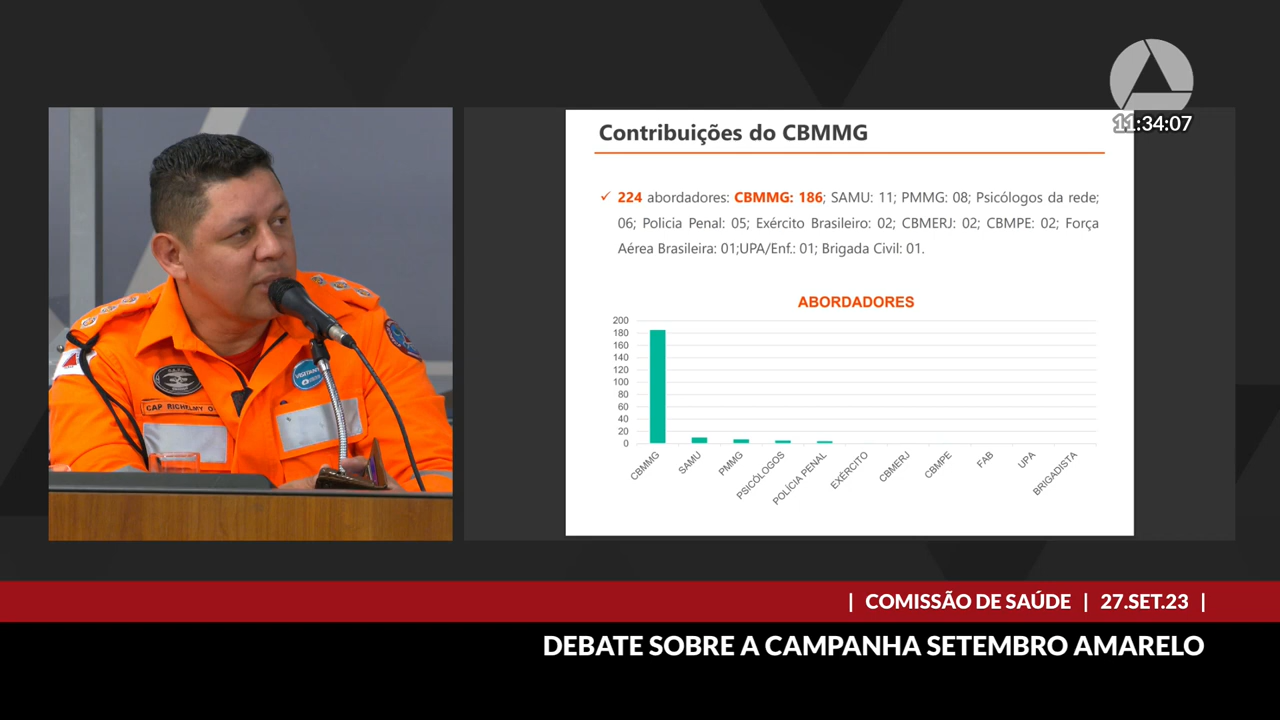 11:34:07
Contribuições do CBMMG
✓ 224 abordadores: CBMMG: 186; SAMU: 11; PMMG: 08; Psicólogos da rede;
06; Policia Penal: 05; Exército Brasileiro: 02; CBMERJ: 02; CBMPE: 02; Força
Aérea Brasileira: 01;UPA/Enf.: 01; Brigada Civil: 01.
ABORDADORES
200
180
160
140
120
100
80
60
40
20
0
CBMMG
SAMU
PMMG
PSICÓLOGOS
POLÍCIA PENAL
EXÉRCITO
CBMERJ
CBMPE
FAB
UPA
BRIGADISTA
VISITANTE
CAP RICHELMY
| COMISSÃO DE SAÚDE | 27.SET.23 |
DEBATE SOBRE A CAMPANHA SETEMBRO AMARELO